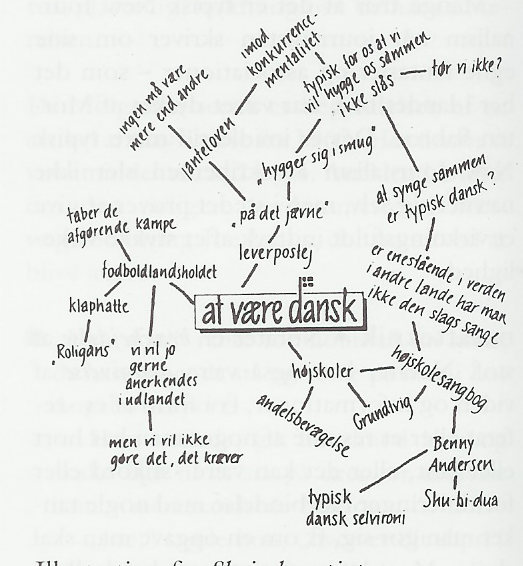 mod
konkurrence-
mentalitet
ingen må være
mere end andre
janteloven
typisk for os at vi
vil hygge os sammen
ikke slås
tør vi ikke?
"hygger sig i smug"
at synge sammen
er typisk dansk?
"på det jævne"
leverpostej
taber de
afgørende kampe
fodboldlandsholdet
klaphatte
"Roligans"
vi vil jo
gerne
anerkendes
i udlandet
men vi vil ikke
gøre det, det kræver
at være dansk
er enestående i verden
i andre lande har man
ikke den slags sange
højskoler
højskolesangbog
andelsbevægelse
Grundtvig
Benny
Andersen
typisk
dansk selvironi
Shu-bi-dua